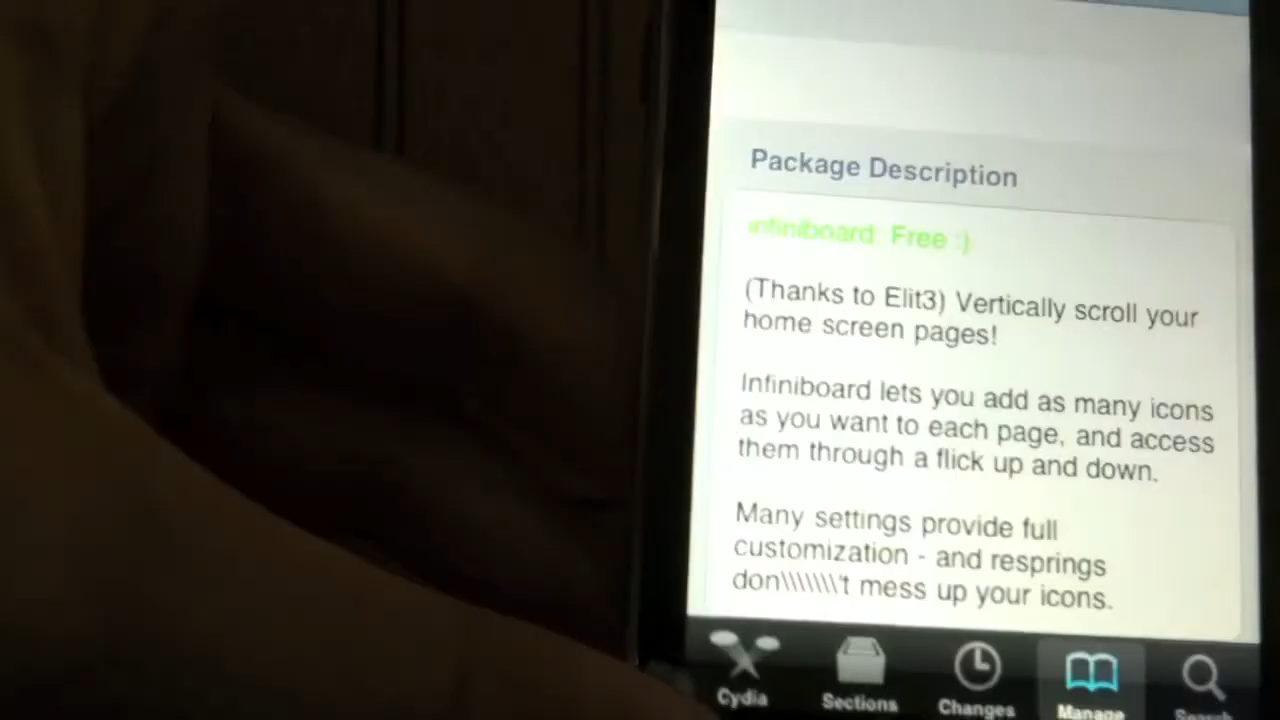 Package Description
infiniboard: Free :)
(Thanks to Elit3) Vertically scroll your
home screen pages!
Infiniboard lets you add as many icons
as you want to each page, and access
them through a flick up and down.
Many settings provide full
customization - and resprings
don\\\\\\\'t mess up your icons.
Cydia
Sections
Changes
Manage
Search